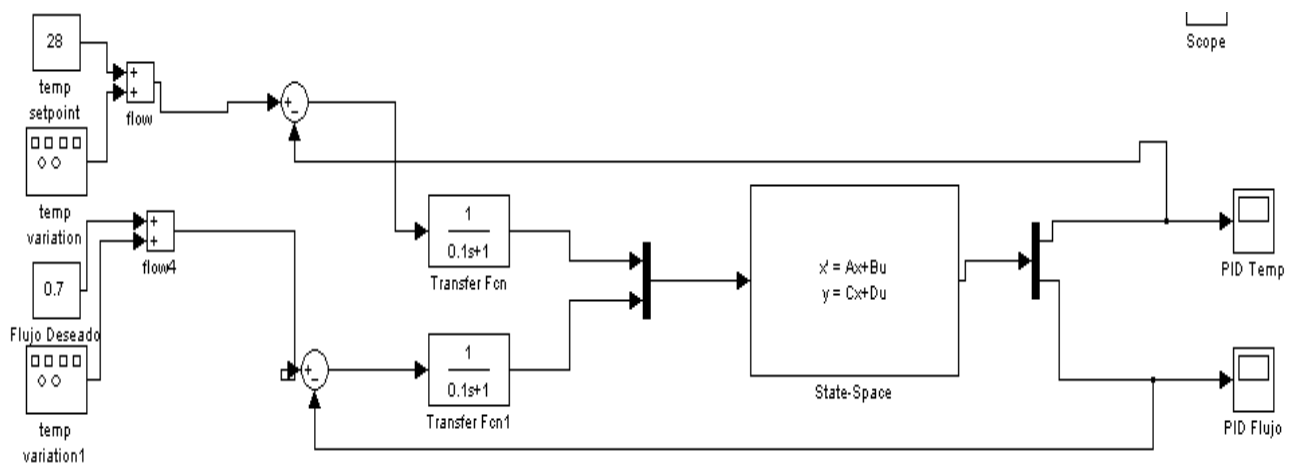 Scope
28
temp
setpoint
+
+
flow
+
-
temp
variation
+
+
flow4
0.7
Flujo Deseado
temp
variation1
+
-
1
0.1s+1
Transfer Fcn
1
0.1s+1
Transfer Fcn1
x' = Ax+Bu
y = Cx+Du
State-Space
PID Temp
PID Flujo